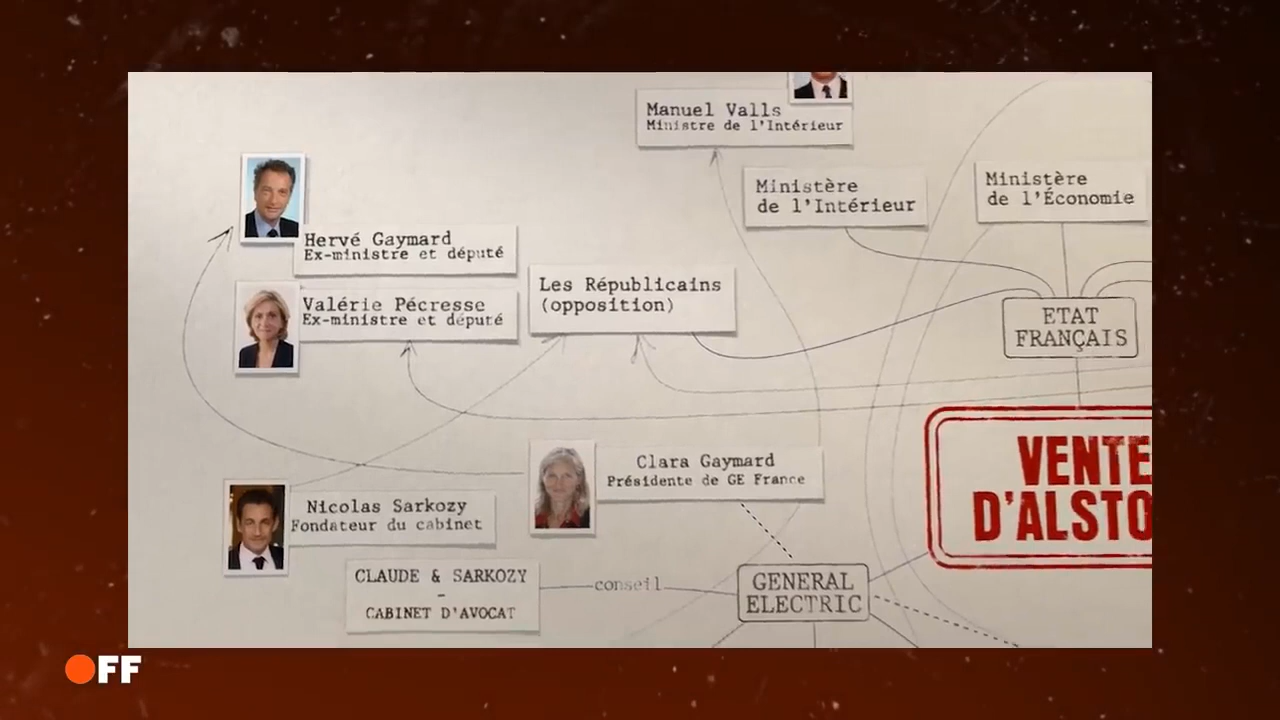 Manuel Valls
Ministre de l'Intérieur
Ministère
de l'Intérieur
Ministère
de l'Économie
Hervé Gaymard
Ex-ministre et député
Valérie Pécresse
Ex-ministre et député
Les Républicains
(opposition)
ETAT
FRANÇAIS
VENTE
D'ALSTO
Clara Gaymard
Présidente de GE France
Nicolas Sarkozy
Fondateur du cabinet
CLAUDE & SARKOZY
-
CABINET D'AVOCAT
conseil
GENERAL
ELECTRIC
OFF